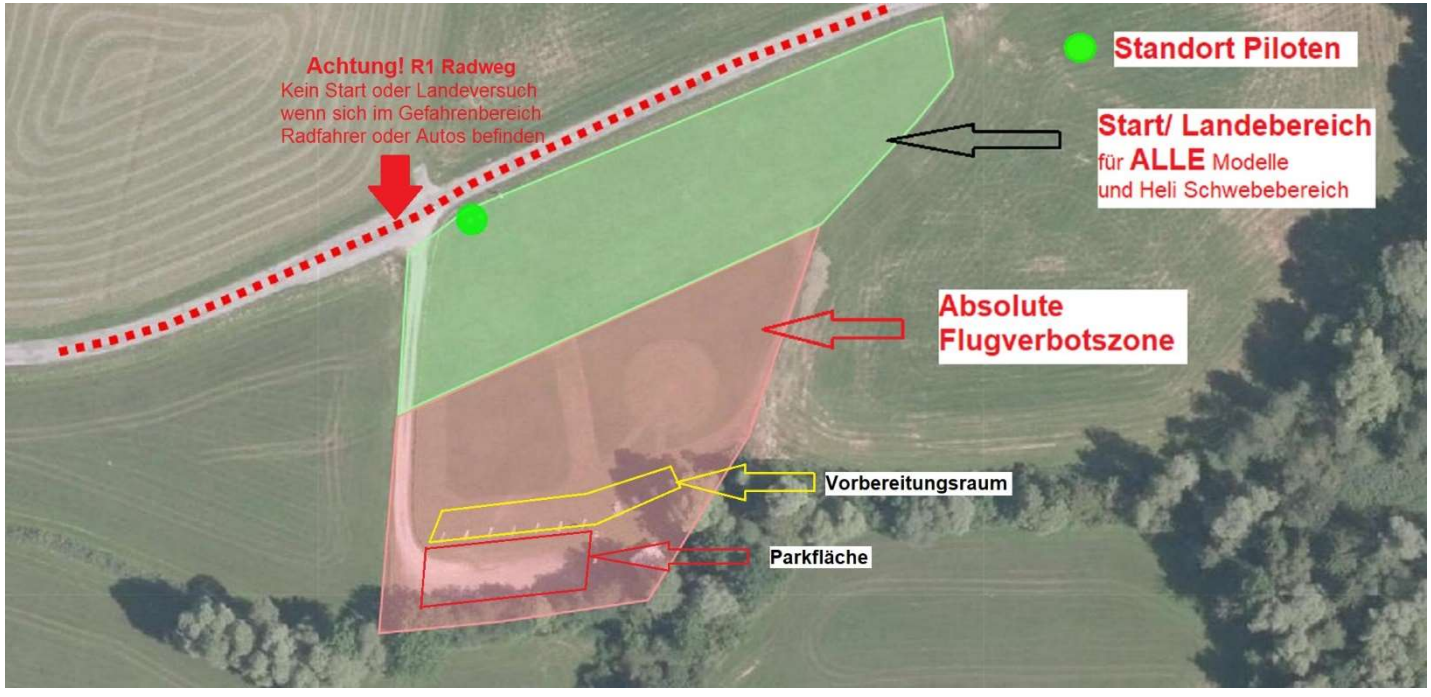 Achtung! R1 Radweg
Kein Start oder Landeversuch
wenn sich im Gefahrenbereich
Radfahrer oder Autos befinden
Standort Piloten
Start/ Landebereich
für ALLE Modelle
und Heli Schwebebereich
Absolute
Flugverbotszone
Vorbereitungsraum
Parkfläche